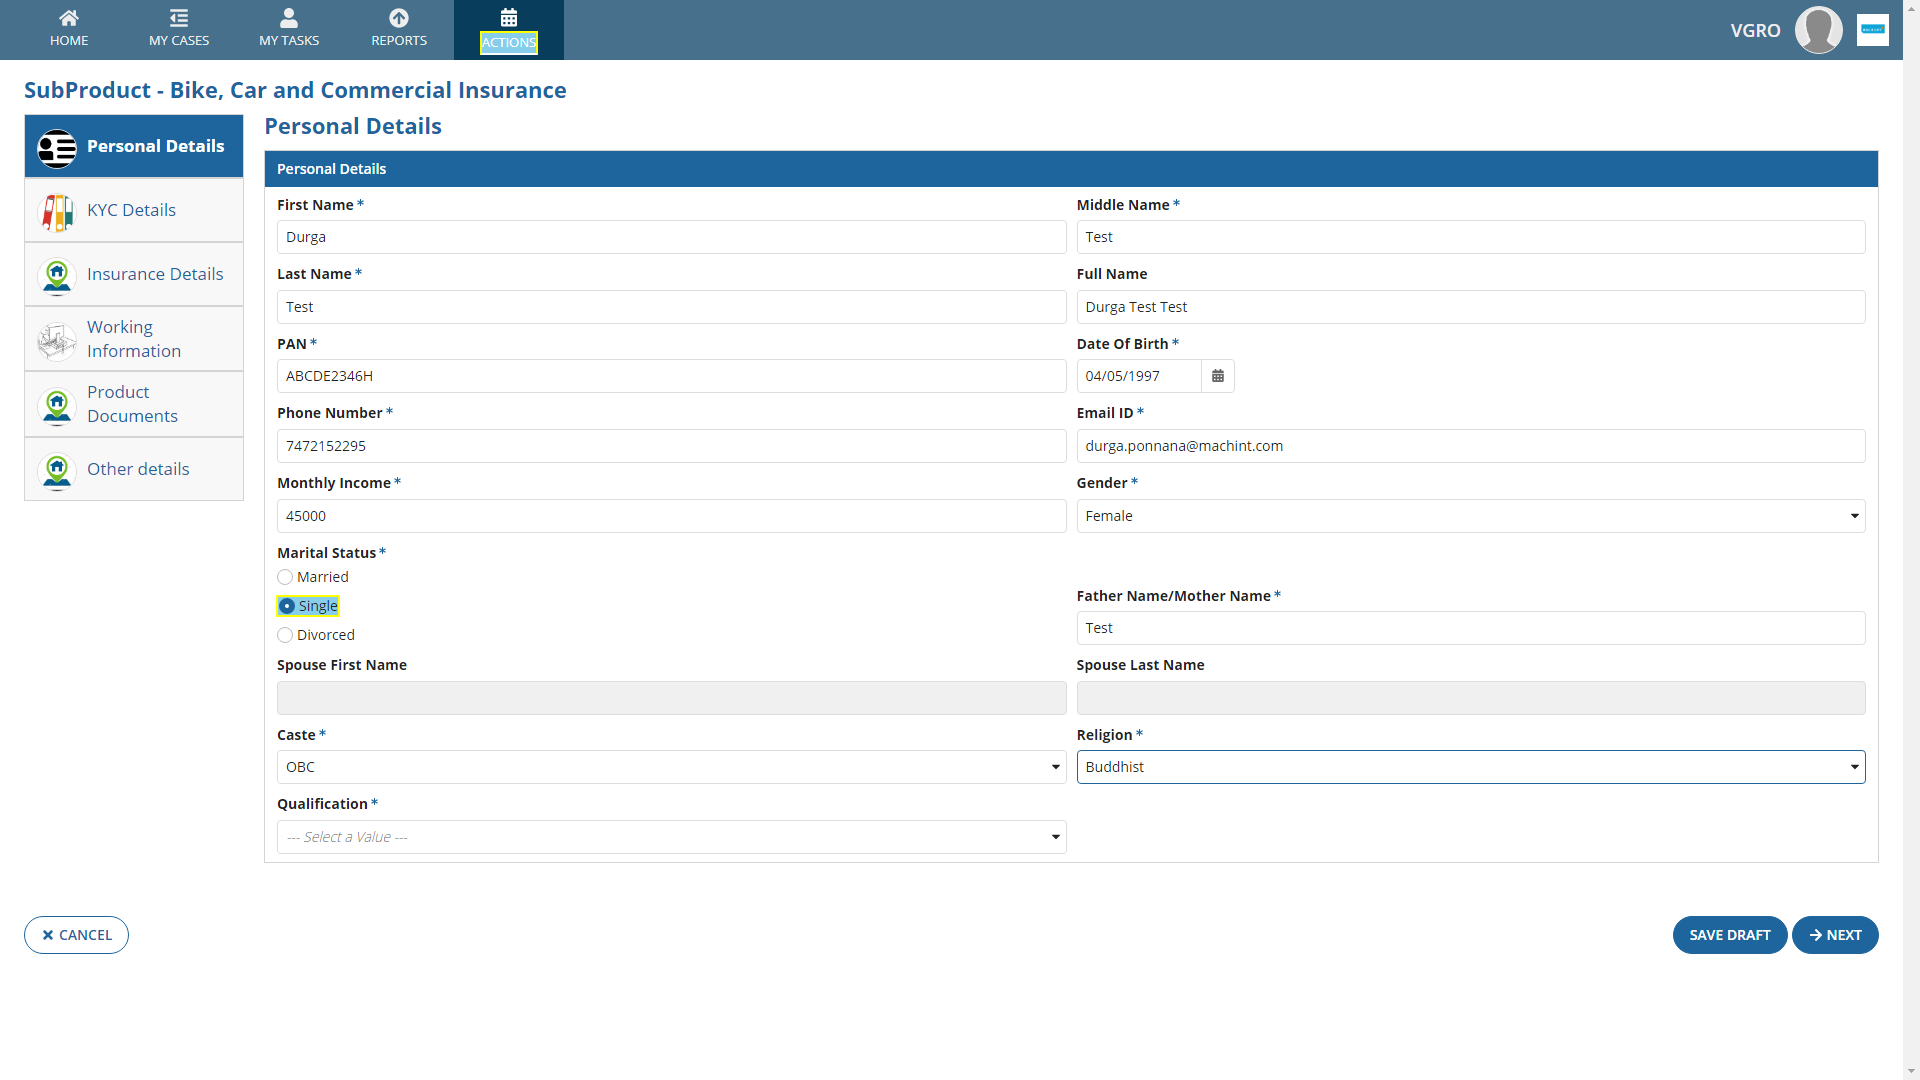 HOME
MY CASES
MY TASKS
REPORTS
ACTIONS
VGRO
SubProduct - Bike, Car and Commercial Insurance
Personal Details
KYC Details
Insurance Details
Working
Information
Product
Documents
Other details
Personal Details
Personal Details
First Name *
Durga
Middle Name *
Test
Last Name *
Test
Full Name
Durga Test Test
PAN *
ABCDE2346H
Date Of Birth *
04/05/1997
Phone Number *
7472152295
Email ID *
durga.ponnana@machint.com
Monthly Income *
45000
Gender *
Female
Marital Status *
Married
Single
Divorced
Father Name/Mother Name *
Test
Spouse First Name
Spouse Last Name
Caste *
OBC
Religion *
Buddhist
Qualification *
--- Select a Value ---
CANCEL
SAVE DRAFT
NEXT